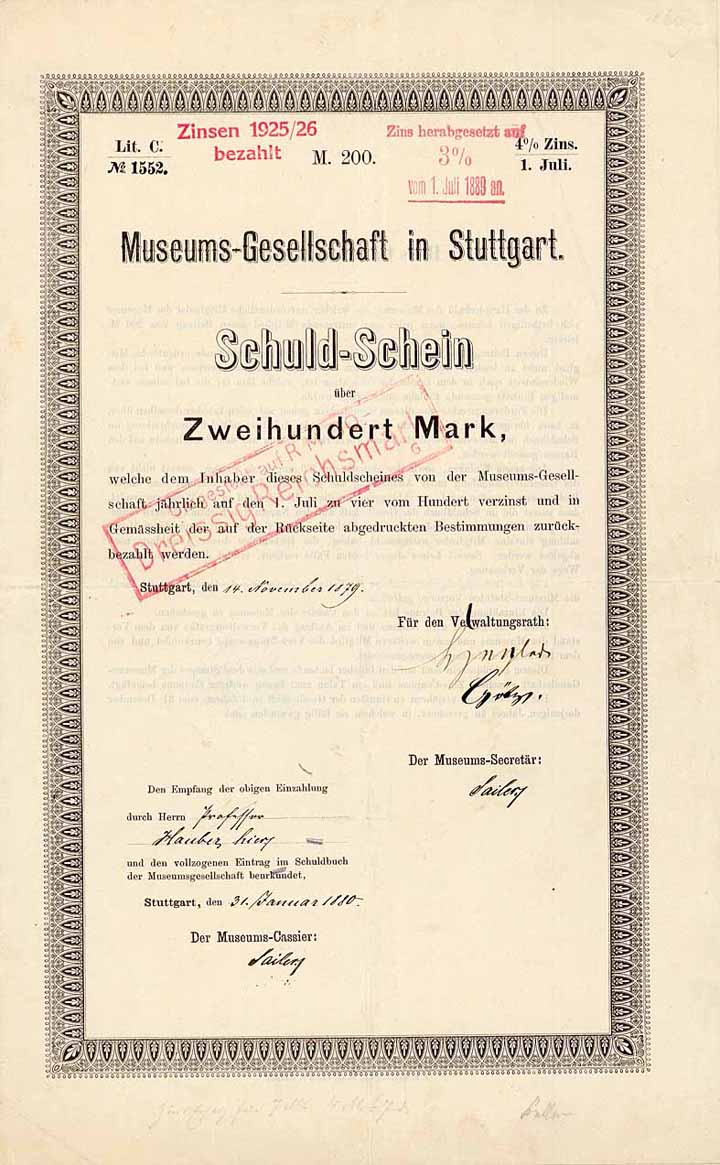 Lit. C.
№ 1552.
Zinsen 1925/26
bezahlt
M. 200.
Zins herabgesetzt auf
3%
vom 1. Juli 1889 an.
4% Zins.
1. Juli.
Museums-Gesellschaft in Stuttgart.
Schuld-Schein
über
Zweihundert Mark,
welche dem Inhaber dieses Schuldscheines von der Museums-Gesell-
schaft jährlich auf den 1. Juli zu vier vom Hundert verzinst und in
Gemässheit der auf der Rückseite abgedruckten Bestimmungen zurück-
bezahlt werden.
auf R
Dreissig Reichsmark
Stuttgart, den 14. November 1879.
Für den Verwaltungsrath:
Götz.
Der Museums-Secretär:
Sailer
Den Empfang der obigen Einzahlung
durch Herrn Professor
Hauber, hier
und den vollzogenen Eintrag im Schuldbuch
der Museumsgesellschaft beurkundet,
Stuttgart, den 31. Januar 1880.
Der Museums-Cassier:
Sailer